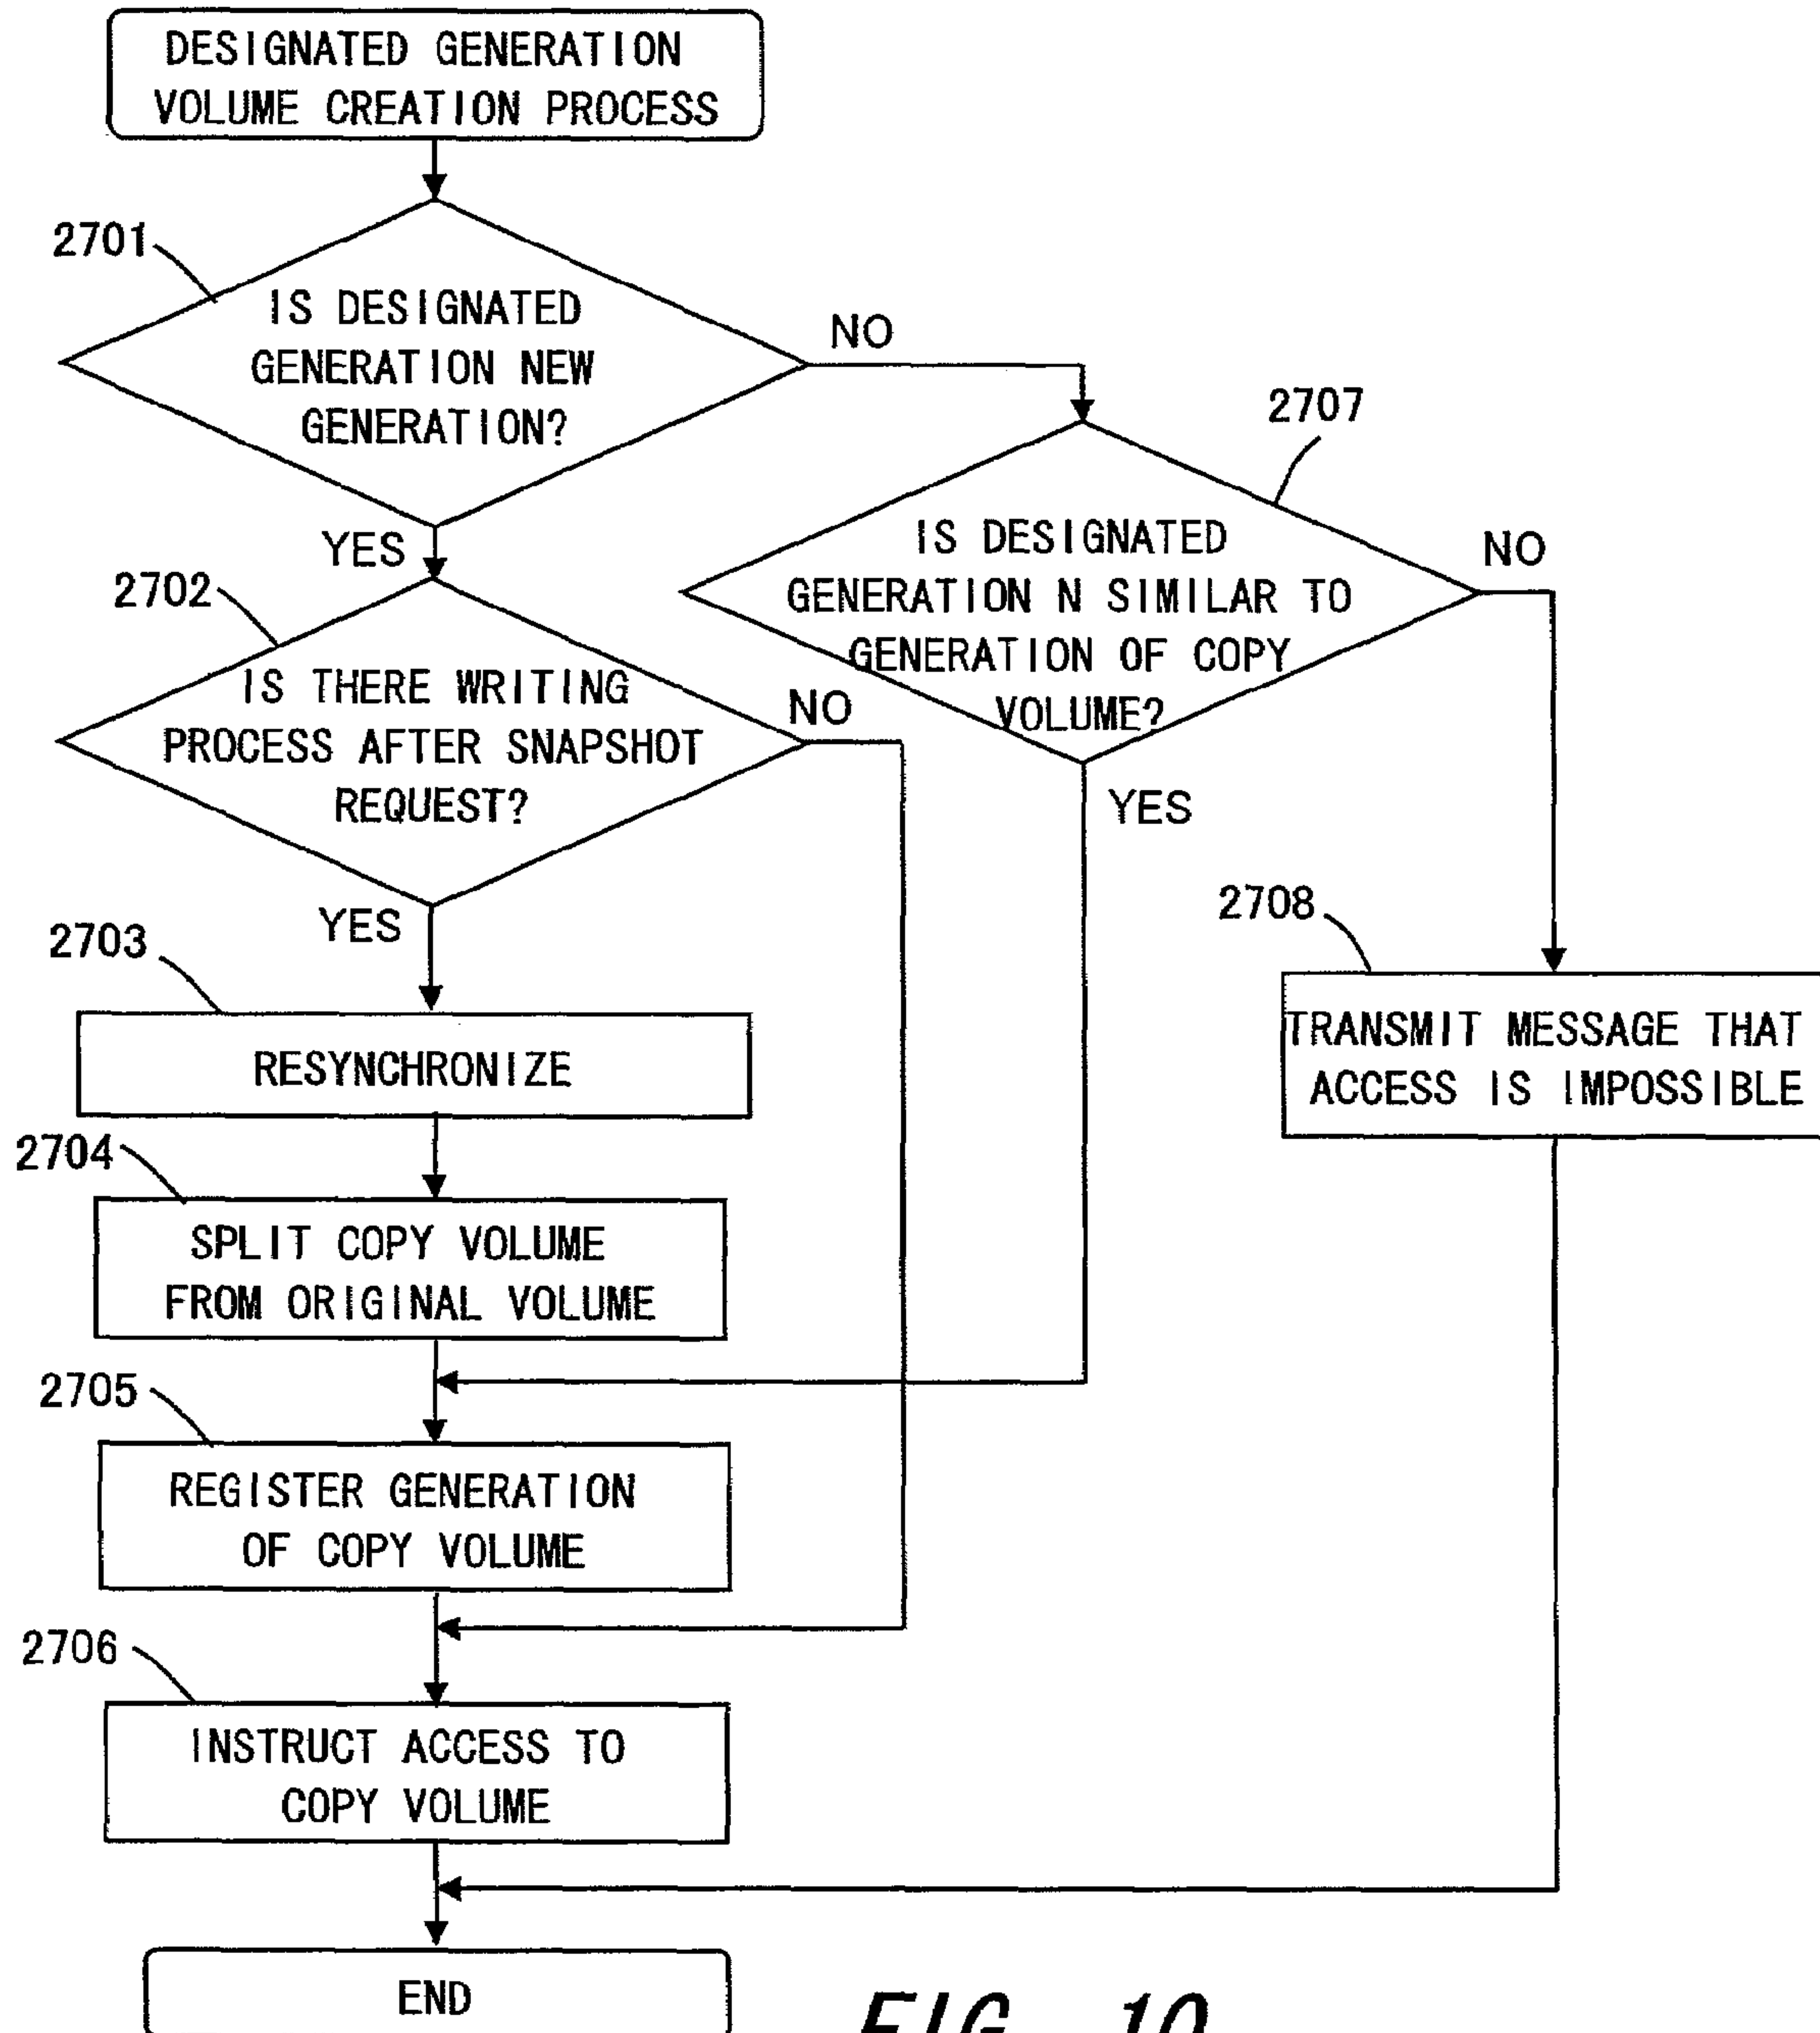 DESIGNATED GENERATION
VOLUME CREATION PROCESS
2701
IS DESIGNATED
GENERATION NEW
GENERATION?
NO
YES
2707
IS DESIGNATED
GENERATION N SIMILAR TO
GENERATION OF COPY
VOLUME?
NO
YES
2702
IS THERE WRITING
PROCESS AFTER SNAPSHOT
REQUEST?
NO
YES
2703
RESYNCHRONIZE
2708
TRANSMIT MESSAGE THAT
ACCESS IS IMPOSSIBLE
2704
SPLIT COPY VOLUME
FROM ORIGINAL VOLUME
2705
REGISTER GENERATION
OF COPY VOLUME
2706
INSTRUCT ACCESS TO
COPY VOLUME
END
FIG. 10